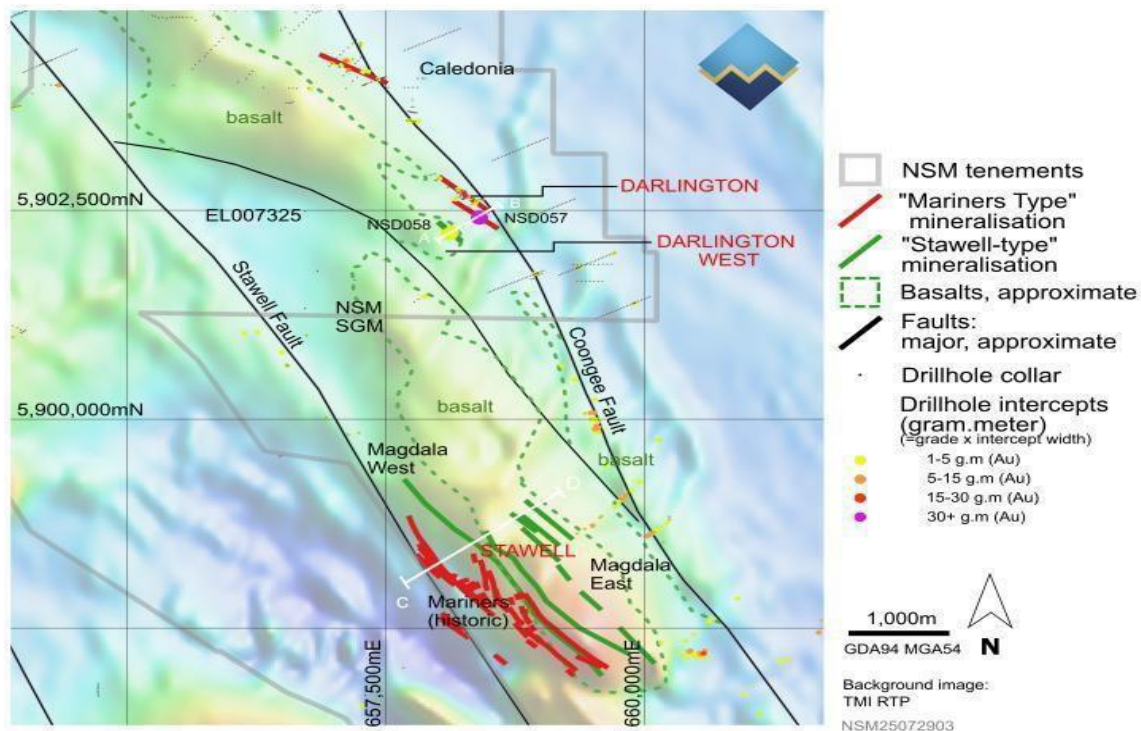 Caledonia
basalt
DARLINGTON
5,902,500mN
EL007325
B
NSD057
NSD058
A
DARLINGTON
WEST
Stawell Fault
NSM
SGM
Coongee Fault
5,900,000mN
basalt
Magdala
West
basalt
D
STAWELL
Magdala
East
C
Mariners
(historic)
657,500mE
660,000mE
NSM tenements
"Mariners Type"
mineralisation
"Stawell-type"
mineralisation
Basalts, approximate
Faults:
major, approximate
Drillhole collar
Drillhole intercepts
(gram.meter)
(=grade x intercept width)
1-5 g.m (Au)
5-15 g.m (Au)
15-30 g.m (Au)
30+ g.m (Au)
1,000m
GDA94 MGA54
N
Background image:
TMI RTP
NSM25072903